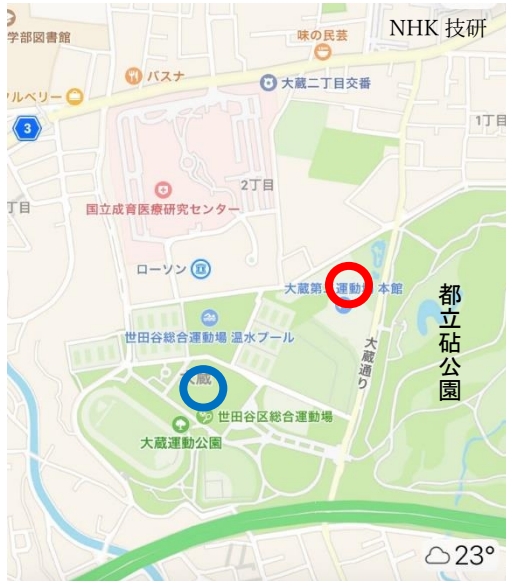 学部図書館
味の民芸
NHK 技研
パスナ
大蔵二丁目交番
ルベリー
3
1丁目
2丁目
丁目
国立成育医療研究センター
ローソン
大蔵第
運動
本館
都立砧公園
世田谷総合運動場 温水プール
大蔵通り
大蔵
世田谷区総合運動場
大蔵運動公園
23°